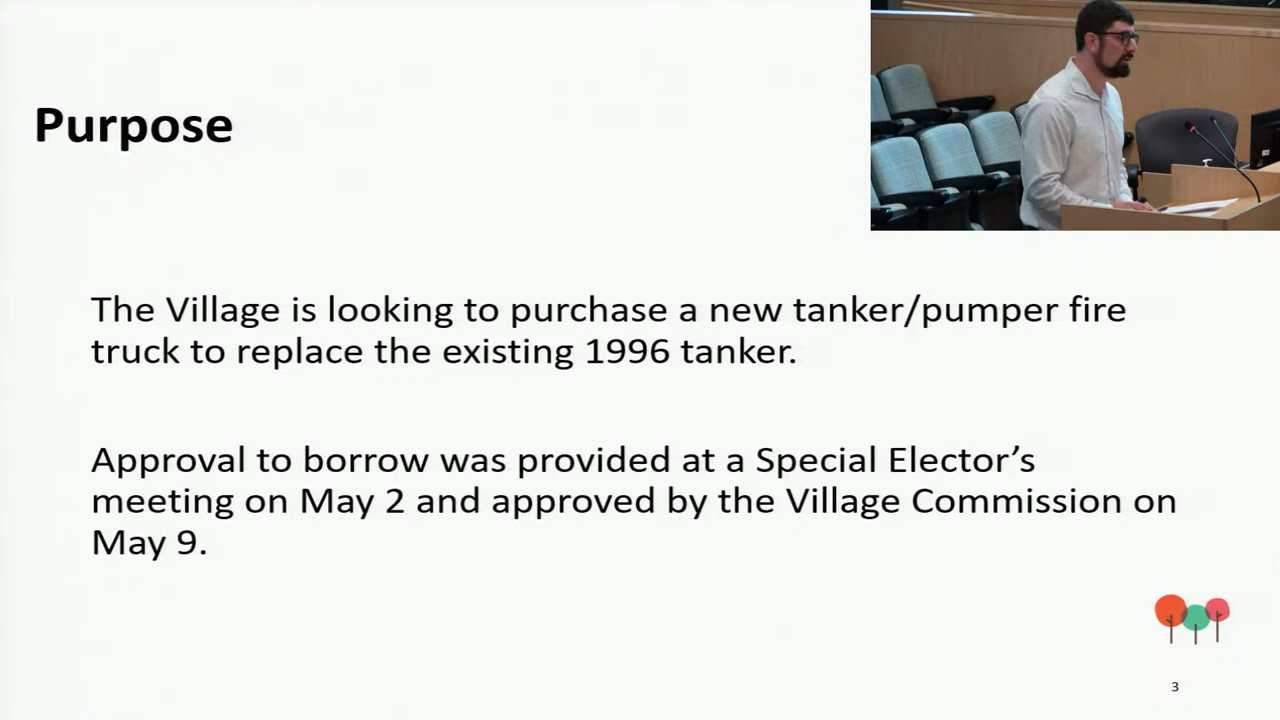 Purpose
The Village is looking to purchase a new tanker/pumper fire
truck to replace the existing 1996 tanker.
Approval to borrow was provided at a Special Elector’s
meeting on May 2 and approved by the Village Commission on
May 9.
3